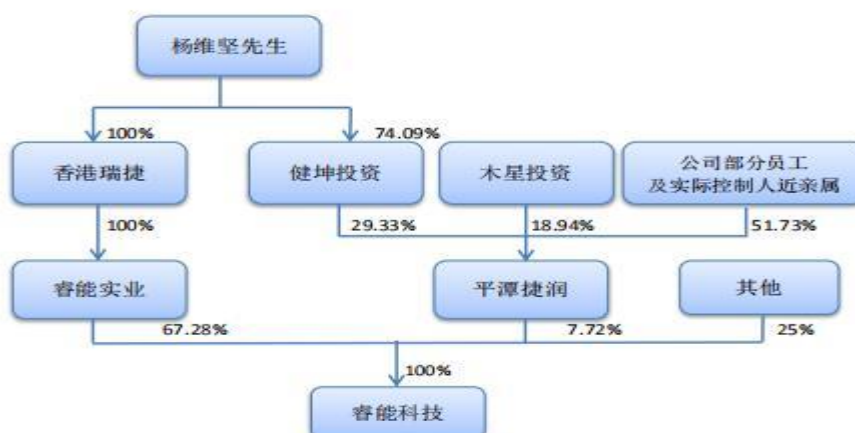 杨维坚先生
100%
74.09%
香港瑞捷
健坤投资
木星投资
公司部分员工
及实际控制人近亲属
100%
29.33%
18.94%
51.73%
睿能实业
平潭捷润
其他
67.28%
7.72%
25%
100%
睿能科技